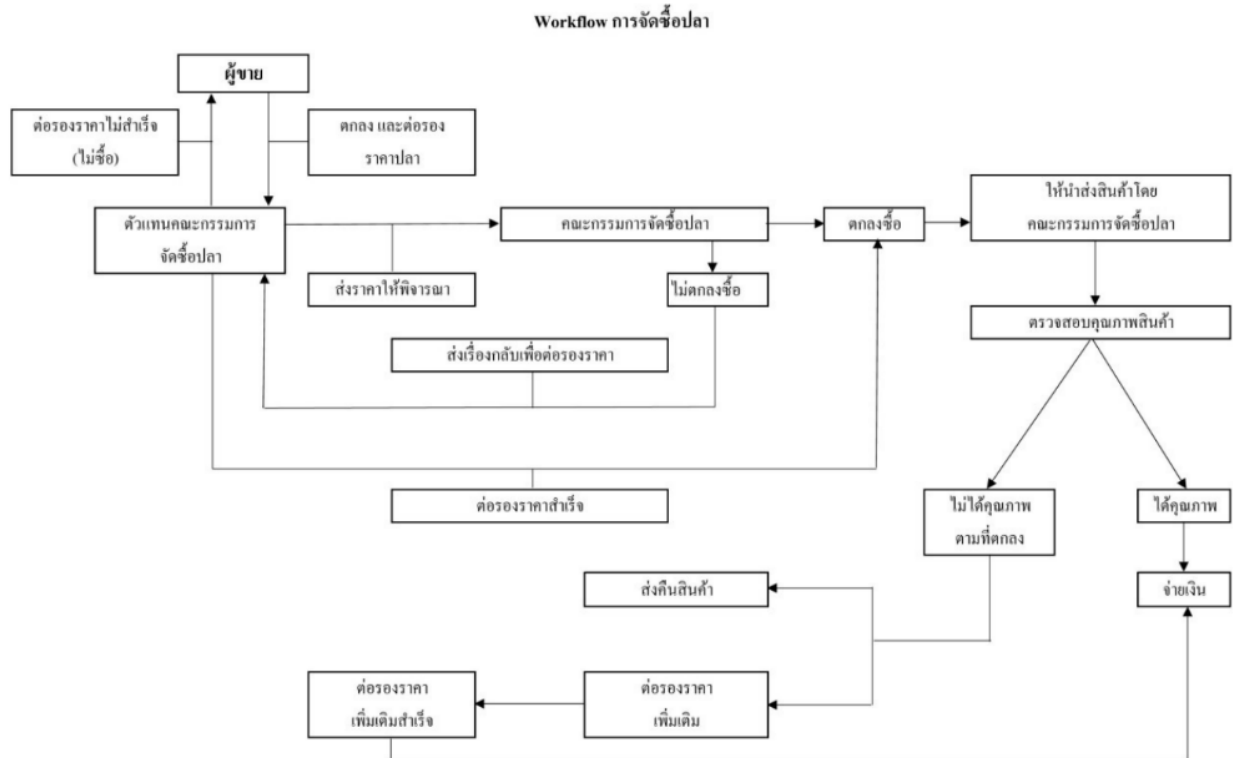 Workflow การจัดซื้อปลา
ผู้ขาย
ต่อรองราคาไม่สำเร็จ
(ไม่ซื้อ)
ตกลง และต่อรอง
ราคาปลา
ตัวแทนคณะกรรมการ
จัดซื้อปลา
คณะกรรมการจัดซื้อปลา
ตกลงซื้อ
ให้นำส่งสินค้าโดย
คณะกรรมการจัดซื้อปลา
ส่งราคาให้พิจารณา
ไม่ตกลงซื้อ
ตรวจสอบคุณภาพสินค้า
ส่งเรื่องกลับเพื่อต่อรองราคา
ต่อรองราคาสำเร็จ
ไม่ได้คุณภาพ
ตามที่ตกลง
ได้คุณภาพ
ส่งคืนสินค้า
จ่ายเงิน
ต่อรองราคา
เพิ่มเติมสำเร็จ
ต่อรองราคา
เพิ่มเติม